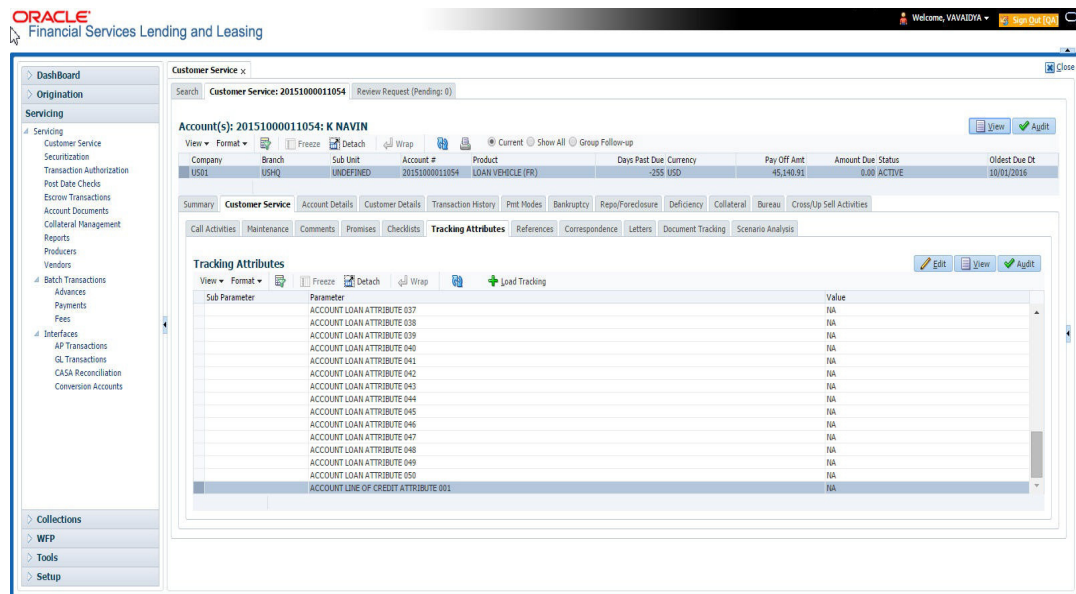 ORACLE
Financial Services Lending and Leasing
Welcome, VAVAIDYA
Sign Out [QA]
Close
DashBoard
Origination
Servicing
Servicing
Customer Service
Securitization
Transaction Authorization
Post Date Checks
Escrow Transactions
Account Documents
Collateral Management
Reports
Producers
Vendors
Batch Transactions
Advances
Payments
Fees
Interfaces
AP Transactions
GL Transactions
CASA Reconciliation
Conversion Accounts
Collections
WFP
Tools
Setup
Customer Service x
Search Customer Service: 20151000011054 Review Request (Pending: 0)
Account(s): 20151000011054: K NAVIN
View Audit
View Format Freeze Detach Wrap Current Show All Group Follow-up
Company Branch Sub Unit Account # Product Days Past Due Currency Pay Off Amt Amount Due Status Oldest Due Dt
US01 USHQ UNDEFINED 20151000011054 LOAN VEHICLE (FR) -255 USD 45,140.91 0.00 ACTIVE 10/01/2016
Summary Customer Service Account Details Customer Details Transaction History Pmt Modes Bankruptcy Repo/Foreclosure Deficiency Collateral Bureau Cross/Up Sell Activities
Call Activities Maintenance Comments Promises Checklists Tracking Attributes References Correspondence Letters Document Tracking Scenario Analysis
Tracking Attributes
Edit View Audit
View Format Freeze Detach Wrap Load Tracking
Sub Parameter Parameter Value
ACCOUNT LOAN ATTRIBUTE 037 NA
ACCOUNT LOAN ATTRIBUTE 038 NA
ACCOUNT LOAN ATTRIBUTE 039 NA
ACCOUNT LOAN ATTRIBUTE 040 NA
ACCOUNT LOAN ATTRIBUTE 041 NA
ACCOUNT LOAN ATTRIBUTE 042 NA
ACCOUNT LOAN ATTRIBUTE 043 NA
ACCOUNT LOAN ATTRIBUTE 044 NA
ACCOUNT LOAN ATTRIBUTE 045 NA
ACCOUNT LOAN ATTRIBUTE 046 NA
ACCOUNT LOAN ATTRIBUTE 047 NA
ACCOUNT LOAN ATTRIBUTE 048 NA
ACCOUNT LOAN ATTRIBUTE 049 NA
ACCOUNT LOAN ATTRIBUTE 050 NA
ACCOUNT LINE OF CREDIT ATTRIBUTE 001 NA